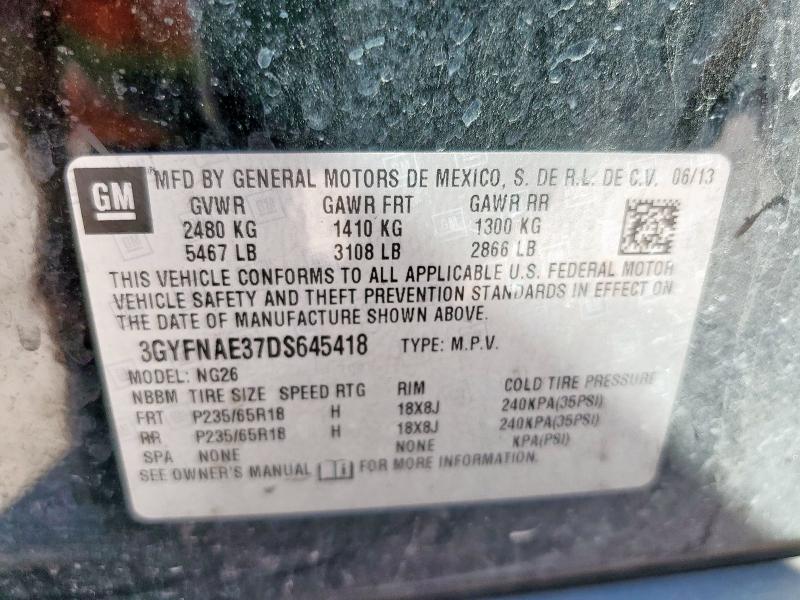 GM
MFD BY GENERAL MOTORS DE MEXICO, S. DE R.L. DE C.V. 06/13
GVWR GAWR FRT GAWR RR
2480 KG 1410 KG 1300 KG
5467 LB 3108 LB 2866 LB
THIS VEHICLE CONFORMS TO ALL APPLICABLE U.S. FEDERAL MOTOR
VEHICLE SAFETY AND THEFT PREVENTION STANDARDS IN EFFECT ON
THE DATE OF MANUFACTURE SHOWN ABOVE.
3GYFNAE37DS645418 TYPE: M.P.V.
MODEL: NG26
NBBM TIRE SIZE SPEED RTG RIM COLD TIRE PRESSURE
FRT P235/65R18 H 18X8J 240KPA(35PSI)
RR P235/65R18 H 18X8J 240KPA(35PSI)
SPA NONE NONE KPA(PSI)
SEE OWNER'S MANUAL FOR MORE INFORMATION.